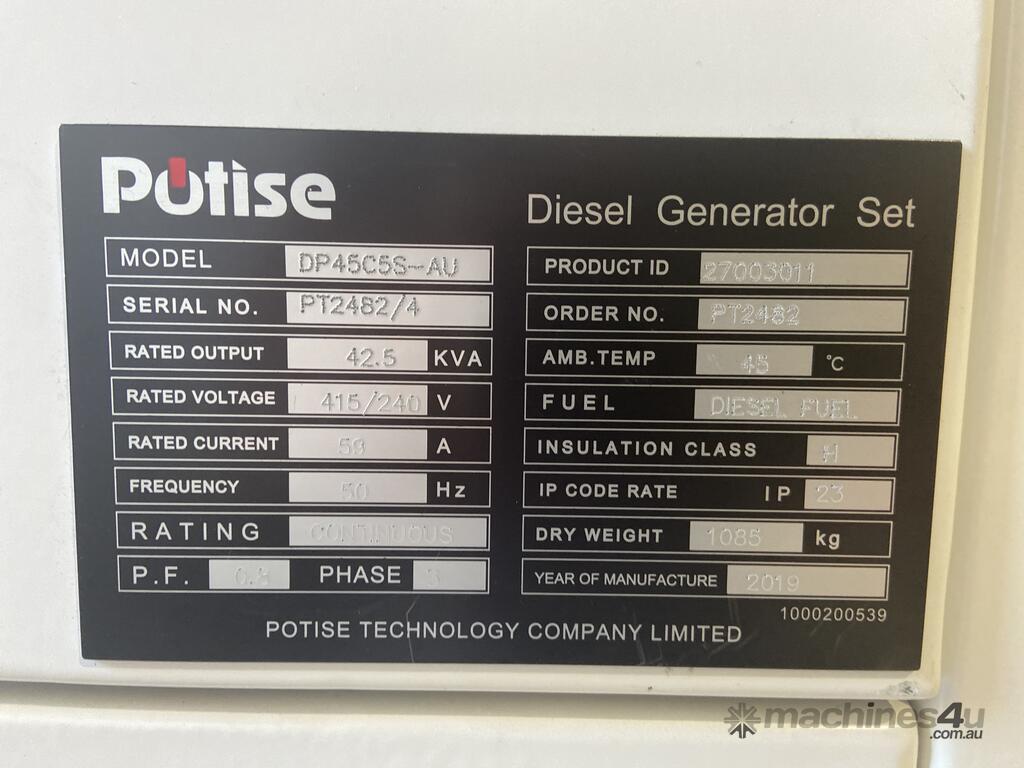 Potise
Diesel Generator Set
MODEL DP45C5S-AU
SERIAL NO. PT2482/4
RATED OUTPUT 42.5 KVA
RATED VOLTAGE 415/240 V
RATED CURRENT 59 A
FREQUENCY 50 Hz
RATING CONTINUOUS
P.F. 0.8 PHASE 3
PRODUCT ID 27003011
ORDER NO. PT2482
AMB.TEMP 45 °C
FUEL DIESEL FUEL
INSULATION CLASS H
IP CODE RATE IP 23
DRY WEIGHT 1085 kg
YEAR OF MANUFACTURE 2019
1000200539
POTISE TECHNOLOGY COMPANY LIMITED
machines4u
.com.au